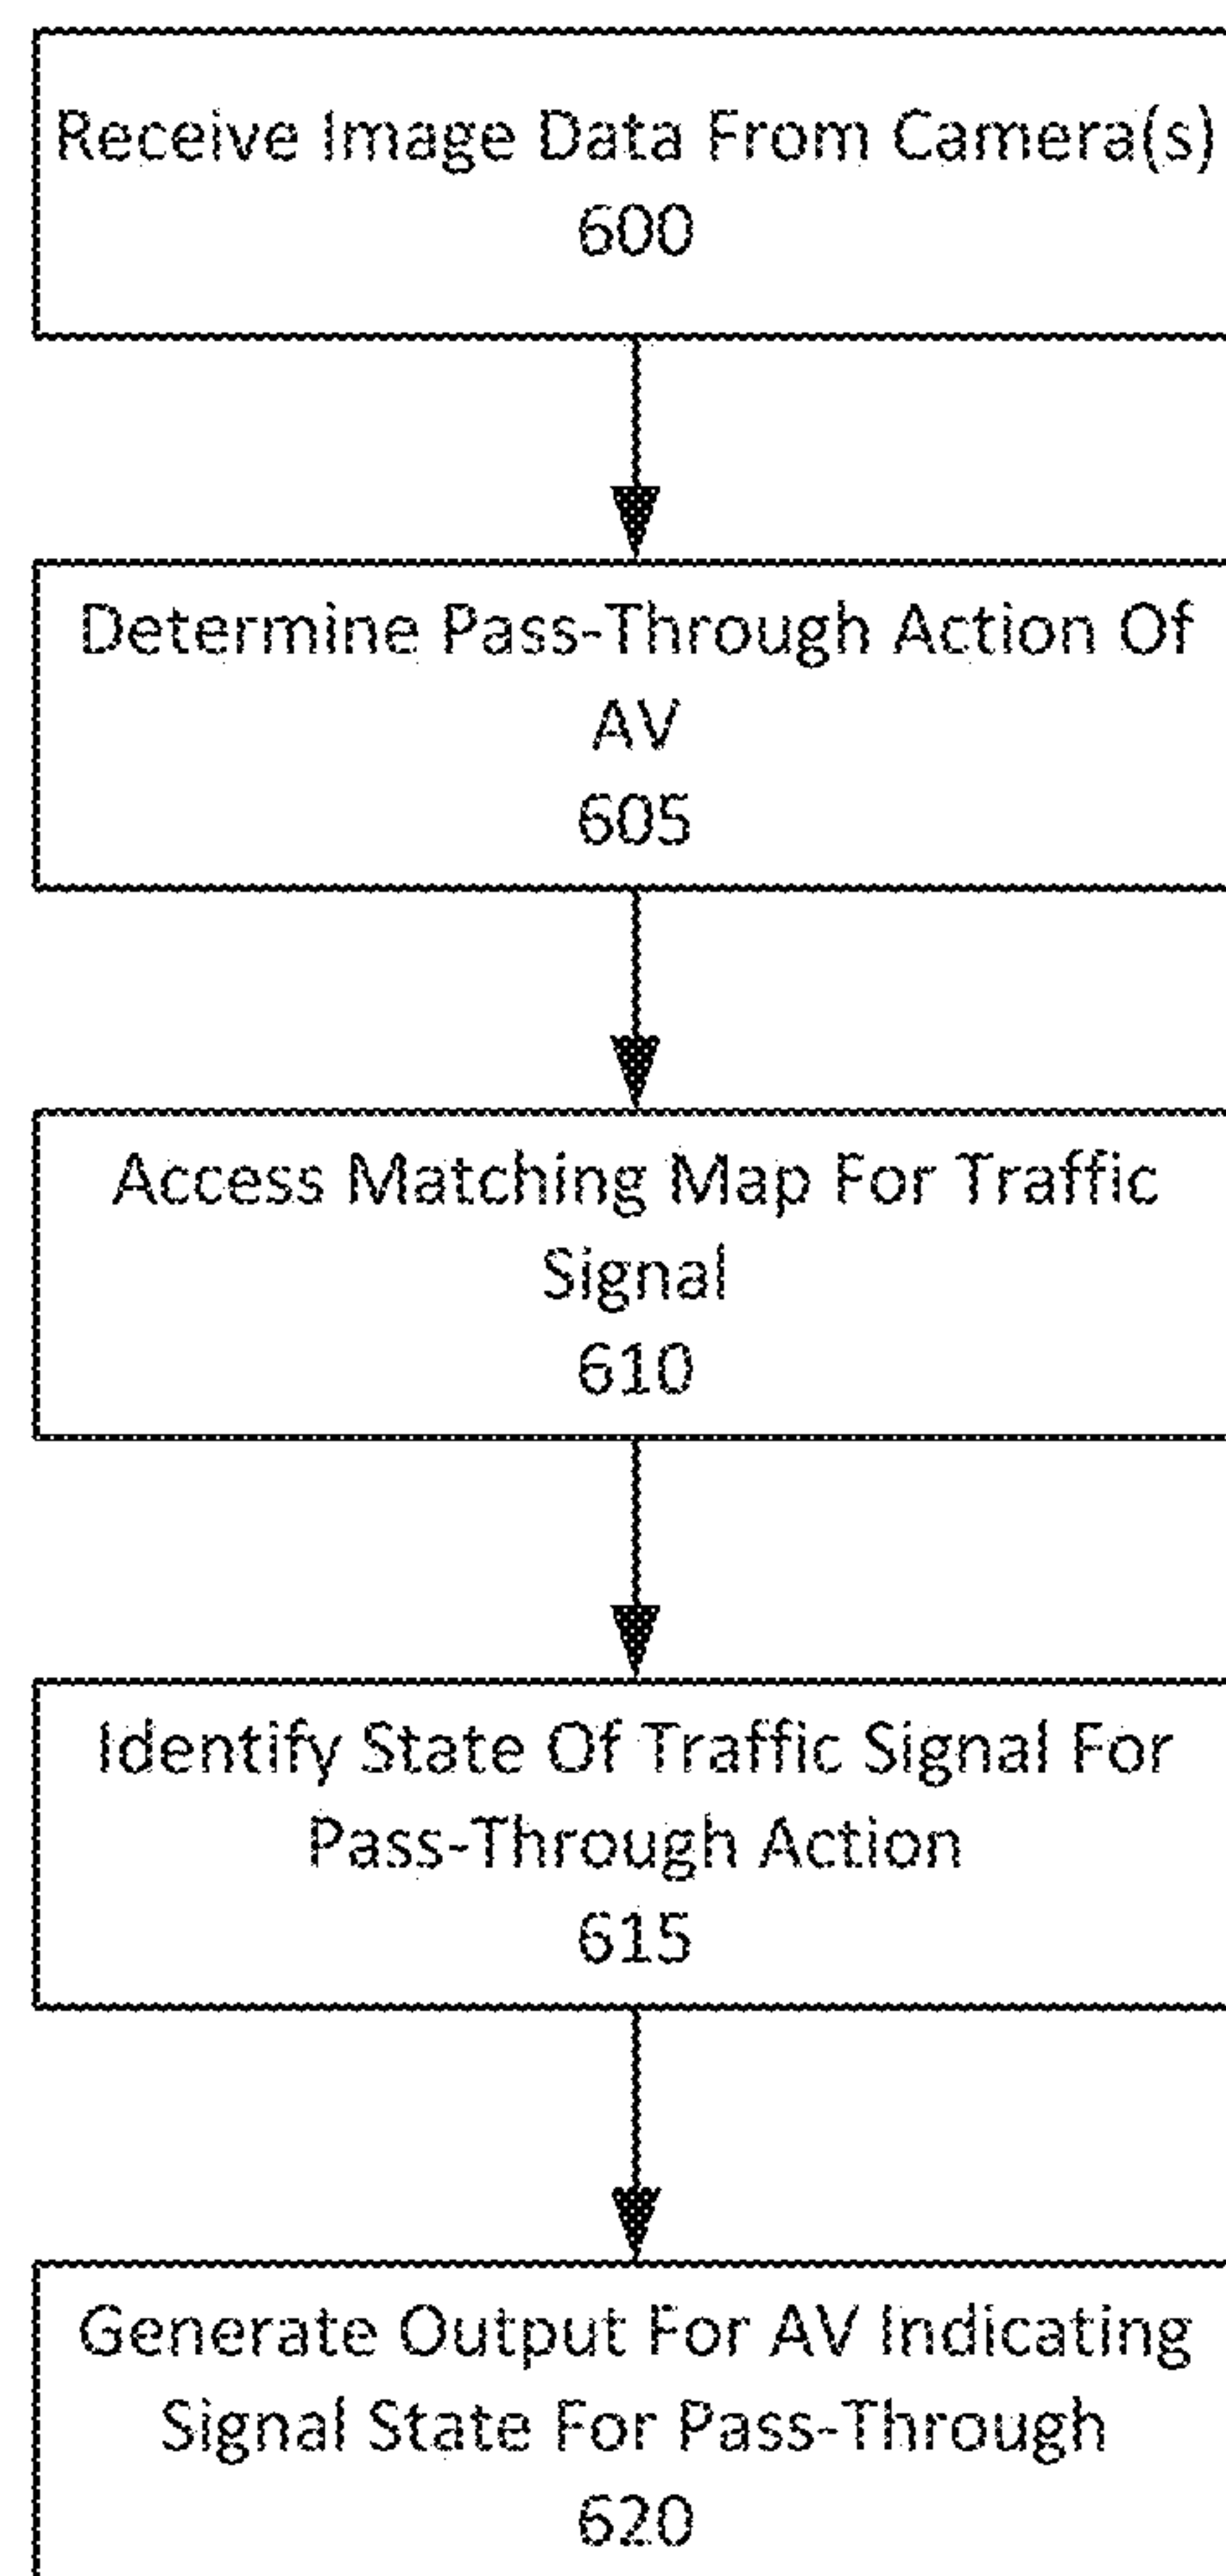 Receive Image Data From Camera(s)
600
Determine Pass-Through Action Of
AV
605
Access Matching Map For Traffic
Signal
610
Identify State Of Traffic Signal For
Pass-Through Action
615
Generate Output For AV Indicating
Signal State For Pass-Through
620